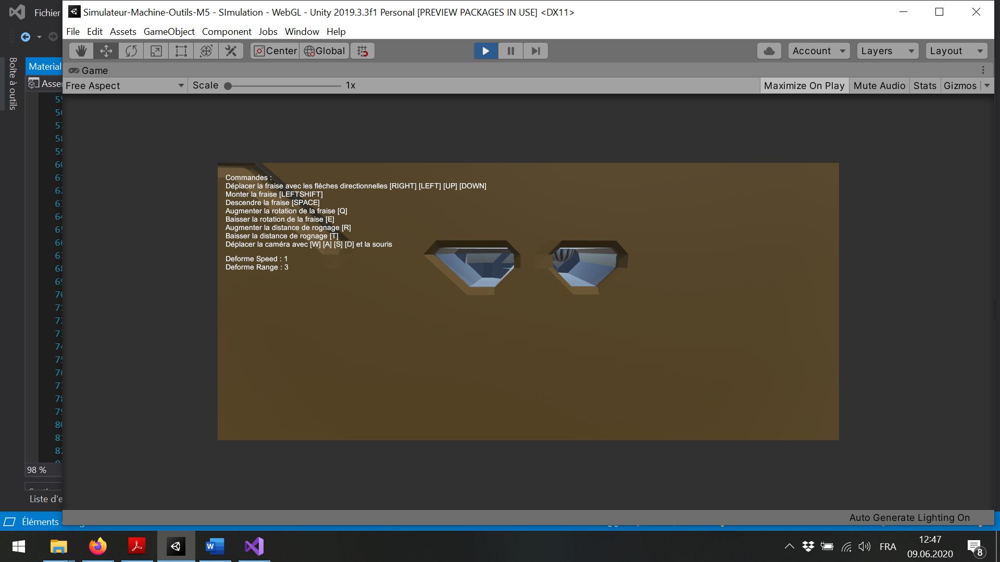 Fichier
Simulateur-Machine-Outils-M5 - SImulation - WebGL - Unity 2019.3.3f1 Personal [PREVIEW PACKAGES IN USE] <DX11>
File Edit Assets GameObject Component Jobs Window Help
Center Global Account Layers Layout
Boîte à outils
Material
Game
Free Aspect Scale 1x Maximize On Play Mute Audio Stats Gizmos
Commandes :
Déplacer la fraise avec les flèches directionnelles [RIGHT] [LEFT] [UP] [DOWN]
Monter la fraise [LEFTSHIFT]
Descendre la fraise [SPACE]
Augmenter la rotation de la fraise [Q]
Baisser la rotation de la fraise [E]
Augmenter la distance de rognage [R]
Baisser la distance de rognage [T]
Déplacer la caméra avec [W] [A] [S] [D] et la souris
Deforme Speed : 1
Deforme Range : 3
60
70
80
98 %
Liste d'e
Éléments
Auto Generate Lighting On
FRA
12:47
09.06.2020
8